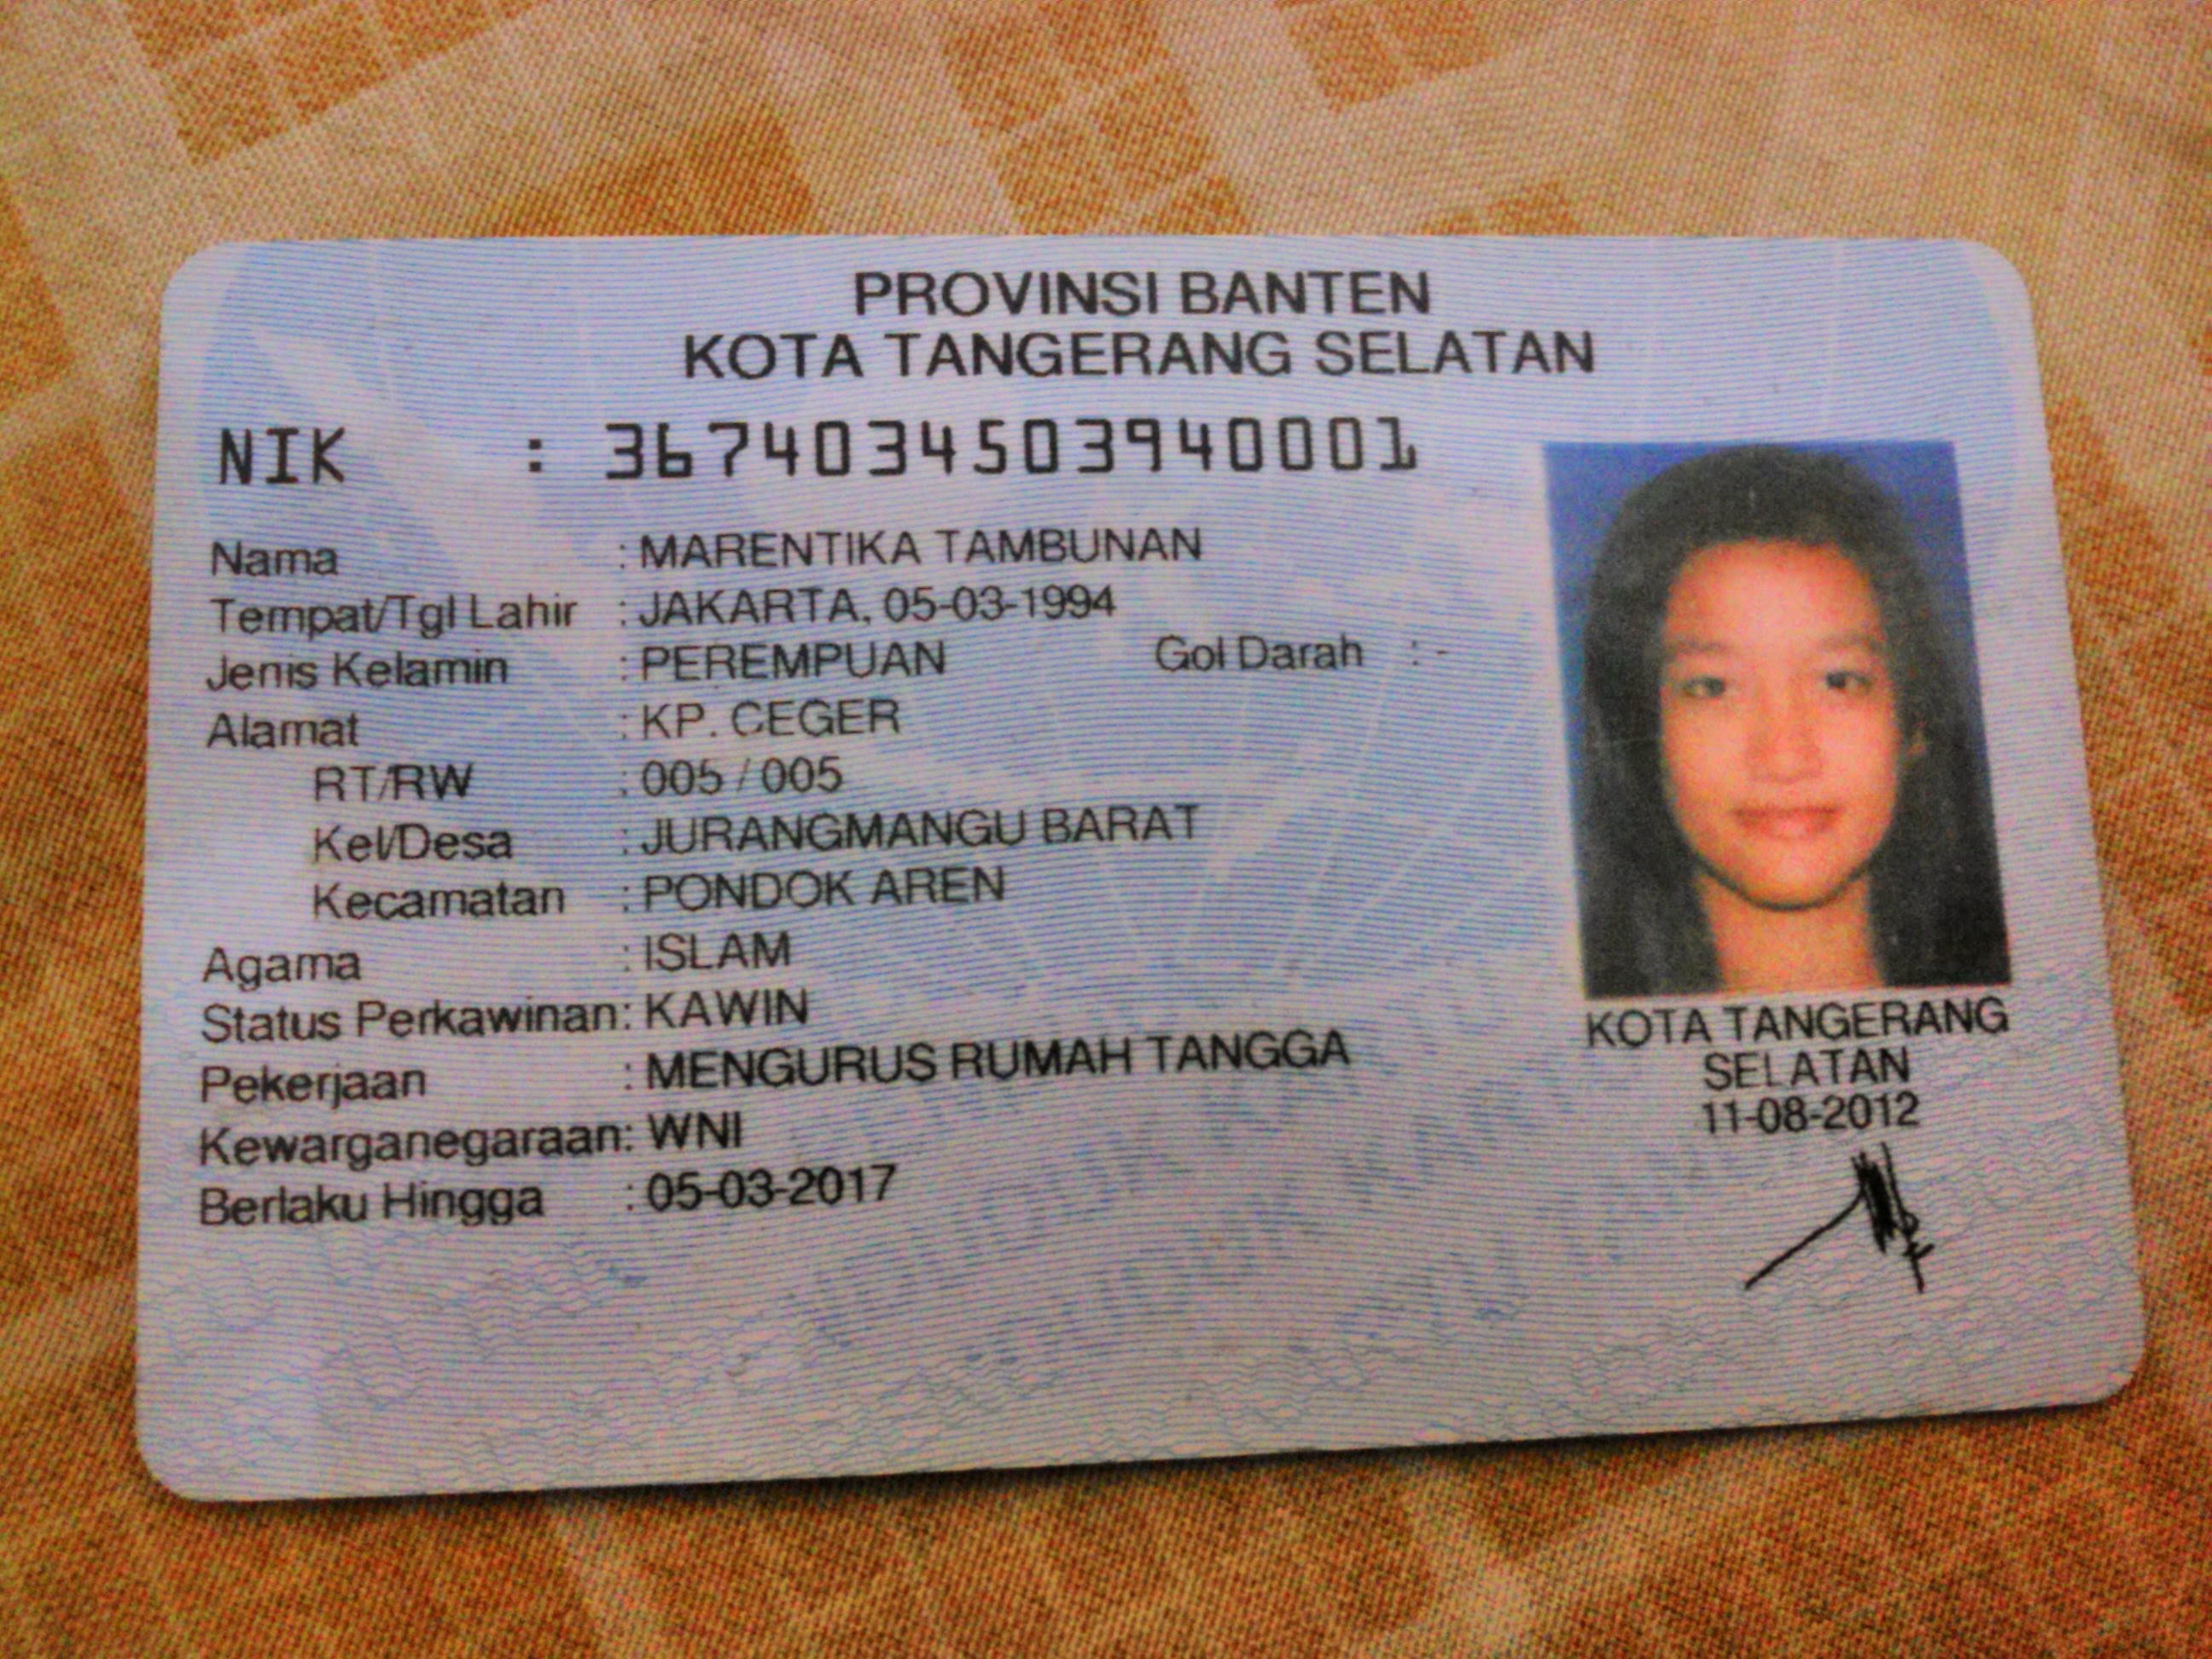 PROVINSI BANTEN
KOTA TANGERANG SELATAN
NIK : 3674034503940001
Nama : MARENTIKA TAMBUNAN
Tempat/Tgl Lahir : JAKARTA, 05-03-1994
Jenis Kelamin : PEREMPUAN Gol Darah : -
Alamat : KP. CEGER
RT/RW : 005 / 005
Kel/Desa : JURANGMANGU BARAT
Kecamatan : PONDOK AREN
Agama : ISLAM
Status Perkawinan: KAWIN
Pekerjaan : MENGURUS RUMAH TANGGA
Kewarganegaraan: WNI
Berlaku Hingga : 05-03-2017
KOTA TANGERANG
SELATAN
11-08-2012